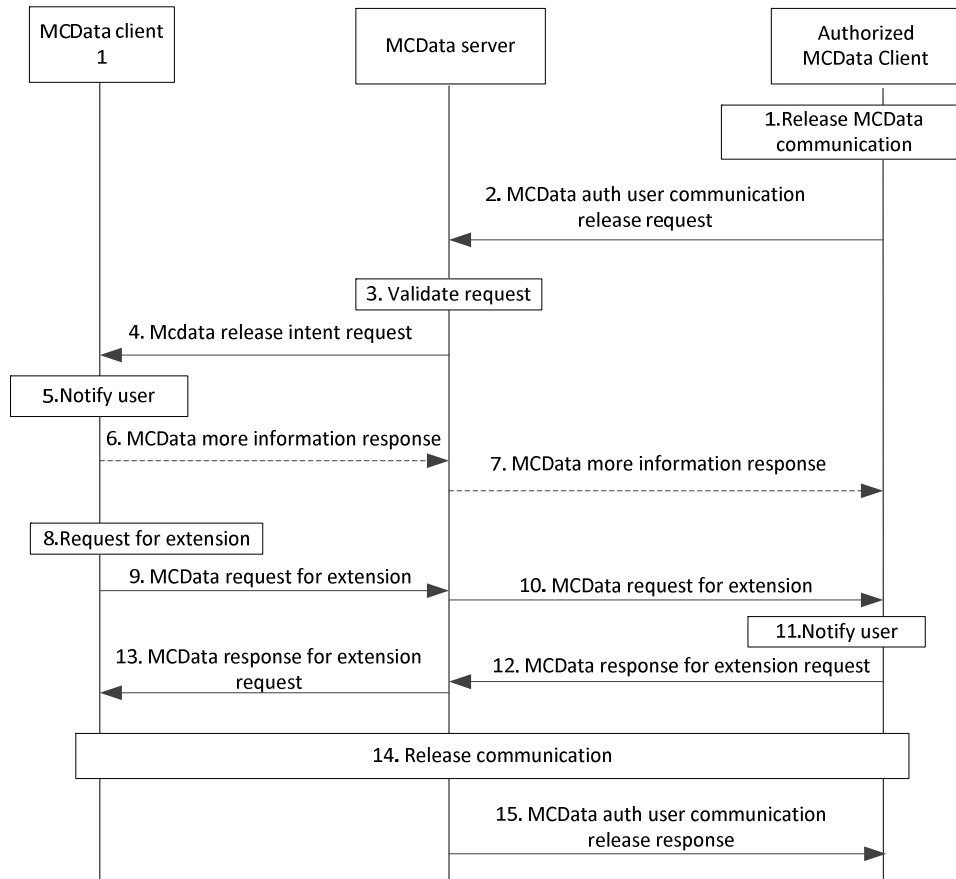 MCData client
1
MCData server
Authorized
MCData Client
1.Release MCData
communication
2. MCData auth user communication
release request
3. Validate request
4. Mcdata release intent request
5.Notify user
6. MCData more information response
7. MCData more information response
8.Request for extension
9. MCData request for extension
10. MCData request for extension
11.Notify user
13. MCData response for extension
request
12. MCData response for extension request
14. Release communication
15. MCData auth user communication
release response